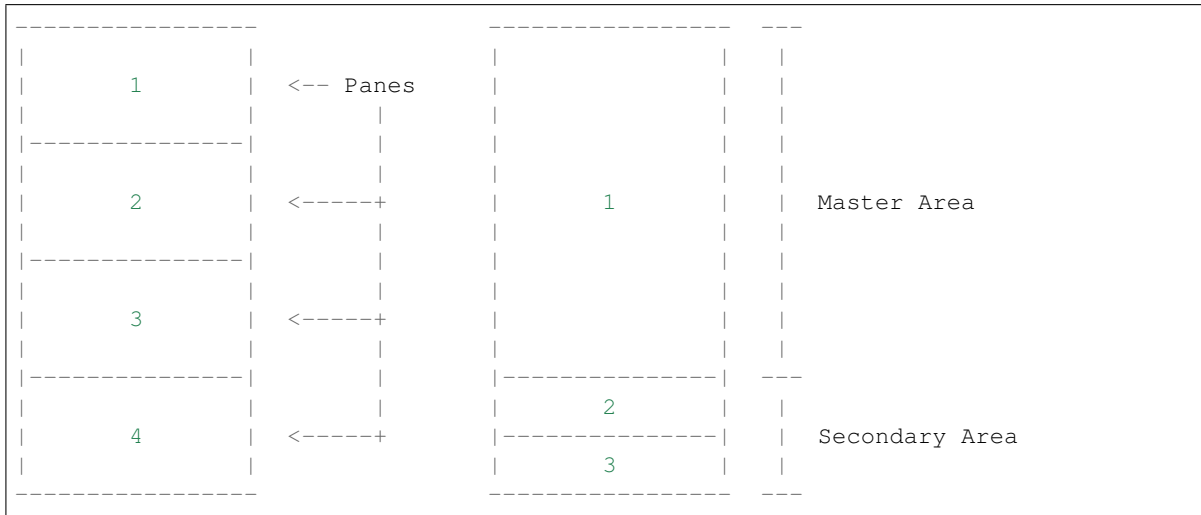 -----------------                -----------------  ---
|               |                |               |   |
|       1       |  <-- Panes     |               |   |
|               |        |       |               |   |
|---------------|        |       |               |   |
|               |        |       |               |   |
|       2       |  <-----+       |       1       |   |  Master Area
|               |        |       |               |   |
|---------------|        |       |               |   |
|               |        |       |               |   |
|       3       |  <-----+       |               |   |
|               |        |       |               |   |
|---------------|        |       |---------------|  ---
|               |        |       |       2       |   |
|       4       |  <-----+       |---------------|   |  Secondary Area
|               |                |       3       |   |
-----------------                -----------------  ---